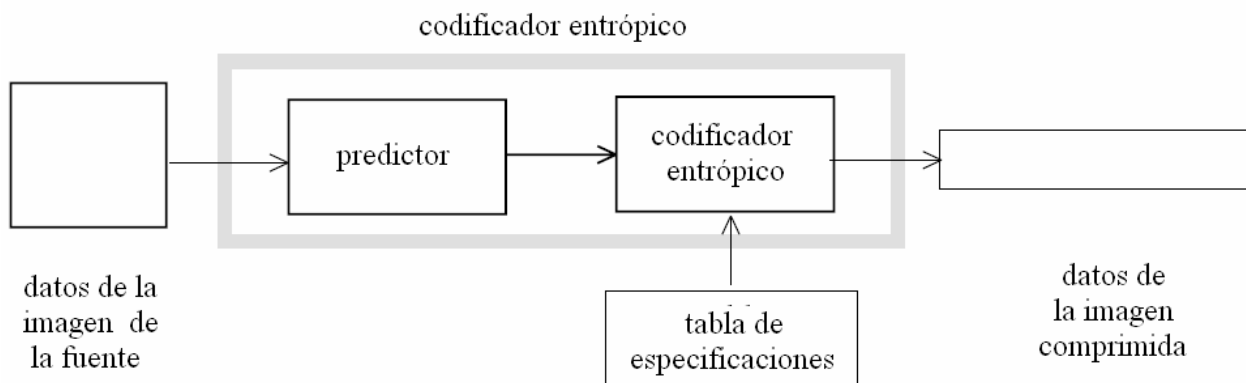 codificador entrópico
predictor
codificador
entrópico
datos de la
imagen de
la fuente
tabla de
especificaciones
datos de
la imagen
comprimida